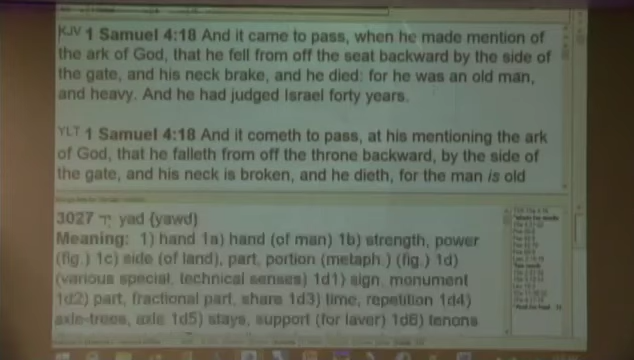 KJV 1 Samuel 4:18 And it came to pass, when he made mention of
the ark of God, that he fell from off the seat backward by the side of
the gate, and his neck brake, and he died: for he was an old man,
and heavy. And he had judged Israel forty years.
YLT 1 Samuel 4:18 And it cometh to pass, at his mentioning the ark
of God, that he falleth from off the throne backward, by the side of
the gate, and his neck is broken, and he dieth, for the man is old
3027 יד yad {yawd}
Meaning: 1) hand 1a) hand (of man) 1b) strength, power
(fig.) 1c) side (of land), part, portion (metaph.) (fig.) 1d)
(various special, technical senses) 1d1) sign, monument
1d2) part, fractional part, share 1d3) time, repetition 1d4)
axle-trees, axle 1d5) stays, support (for laver) 1d6) tenons